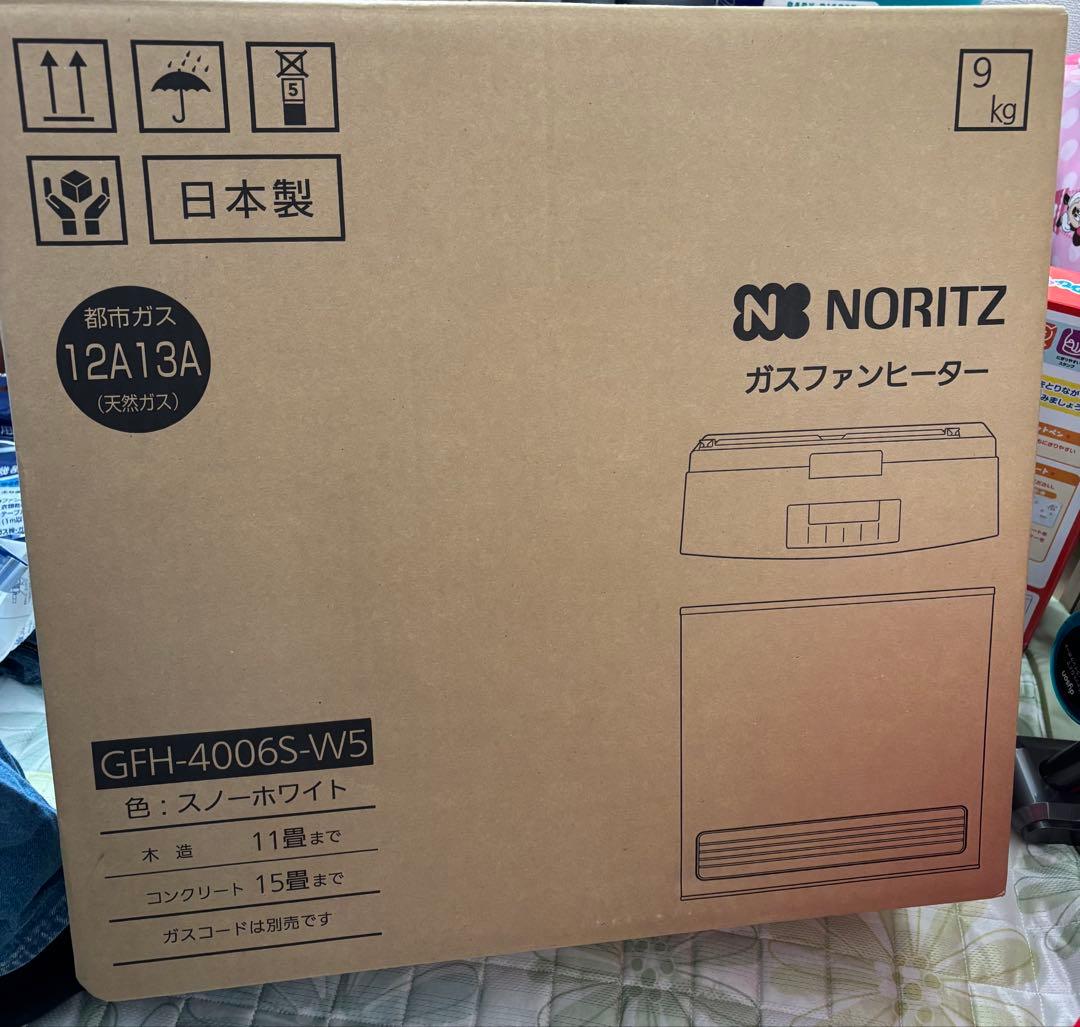 5
9
kg
日本製
都市ガス
12A13A
(天然ガス)
NORITZ
ガスファンヒーター
GFH-4006S-W5
色：スノーホワイト
木 造 11畳まで
コンクリート 15畳まで
ガスコードは別売です
dyson